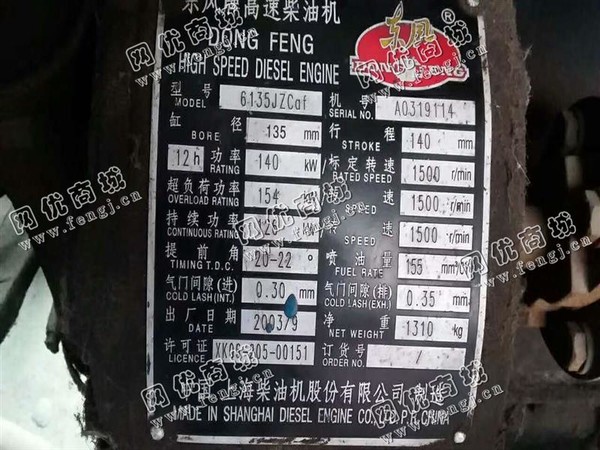 东风牌高速柴油机
DONG FENG
HIGH SPEED DIESEL ENGINE
东风
型号 MODEL 6135JZCaf 机号 SERIAL NO. A0319114
缸径 BORE 135 mm 行程 STROKE 140 mm
12h 功率 RATING 140 kW 标定转速 RATED SPEED 1500 r/min
超负荷功率 OVERLOAD RATING 154 速 SPEED 1500 r/min
持续功率 CONTINUOUS RATING 速 SPEED 1500 r/min
提前角 TIMING T.D.C. 20-22 ° 喷油量 FUEL RATE 155
气门间隙(进) COLD LASH(INT.) 0.30 mm 气门间隙(排) COLD LASH(EXH.) 0.35 mm
出厂日期 DATE 2003/9 净重 NET WEIGHT 1310 kg
许可证 LICENCE 305-00151 订货号 /
中国上海柴油机股份有限公司制造
MADE IN SHANGHAI DIESEL ENGINE CO.,LTD.P.R.CHINA
网优商城
www.fengj.cn